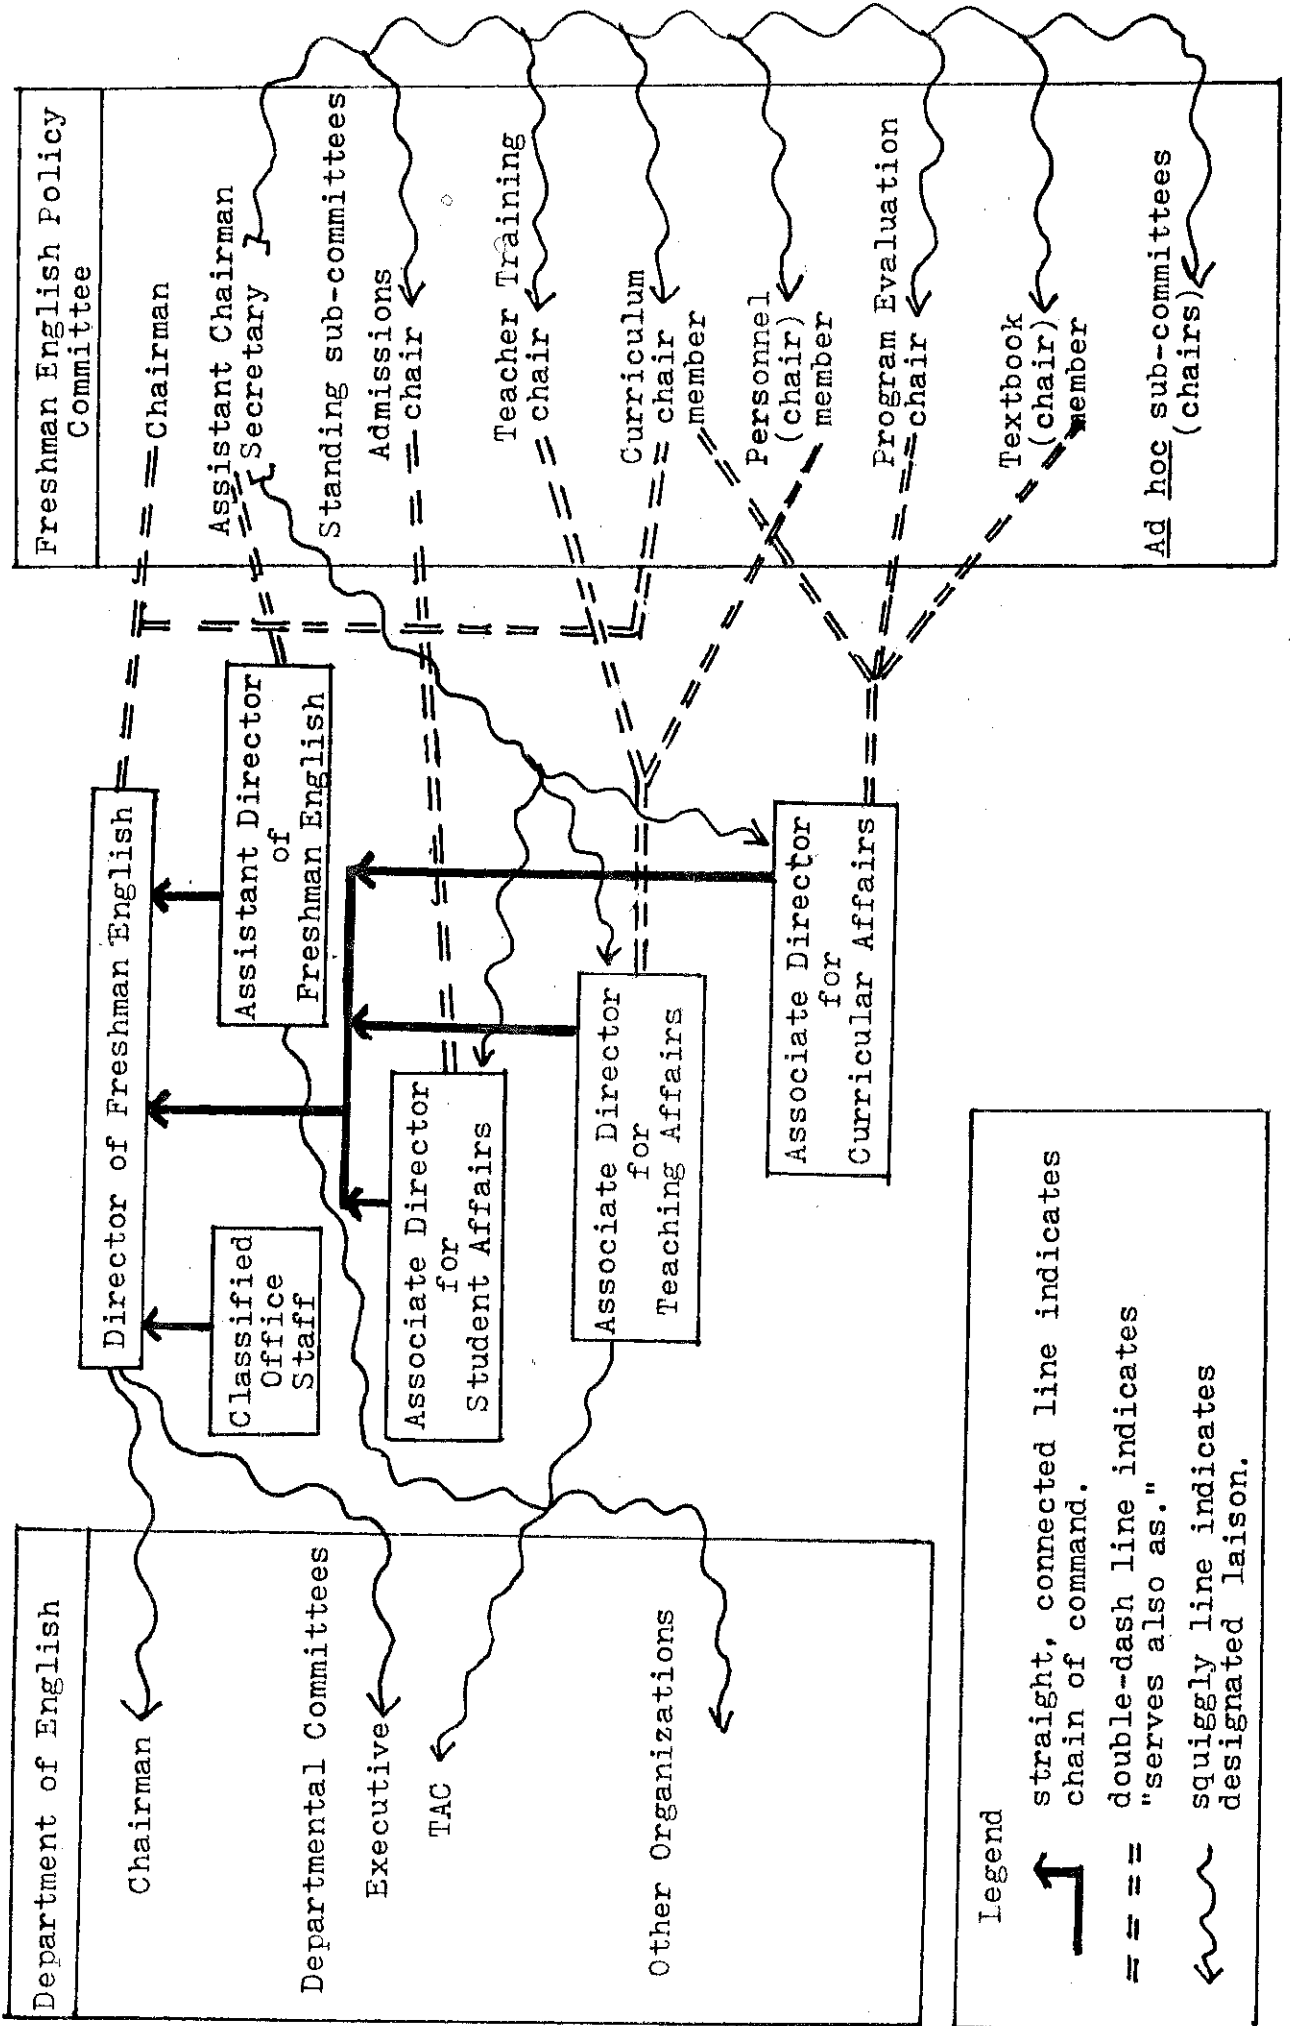 Department of English
Chairman
Departmental Committees
Executive
TAC
Other Organizations
Director of Freshman English
Classified
Office
Staff
Assistant Director
of
Freshman English
Associate Director
for
Student Affairs
Associate Director
for
Teaching Affairs
Associate Director
for
Curricular Affairs
Freshman English Policy
Committee
Chairman
Assistant Chairman
[Secretary]
Standing sub-committees
Admissions
chair
Teacher Training
chair
Curriculum
chair
member
Personnel
(chair)
member
Program Evaluation
chair
Textbook
(chair)
member
Ad hoc sub-committees
(chairs)
Legend
straight, connected line indicates
chain of command.
double-dash line indicates
"serves also as."
squiggly line indicates
designated laison.